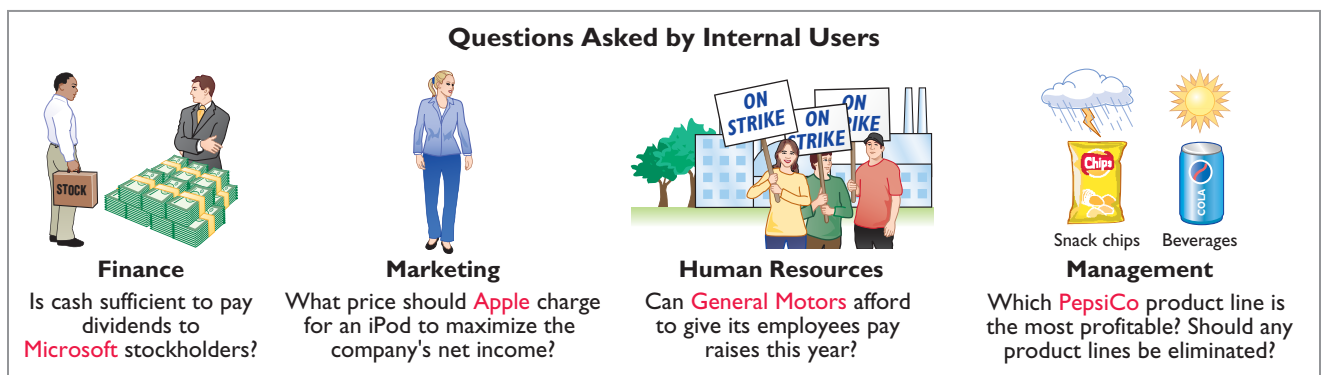 Questions Asked by Internal Users
STOCK
ON
STRIKE
ON
STRIKE
ON
IKE
Chips
COLA
Snack chips
Beverages
Finance
Is cash sufficient to pay
dividends to
Microsoft stockholders?
Marketing
What price should Apple charge
for an iPod to maximize the
company's net income?
Human Resources
Can General Motors afford
to give its employees pay
raises this year?
Management
Which PepsiCo product line is
the most profitable? Should any
product lines be eliminated?